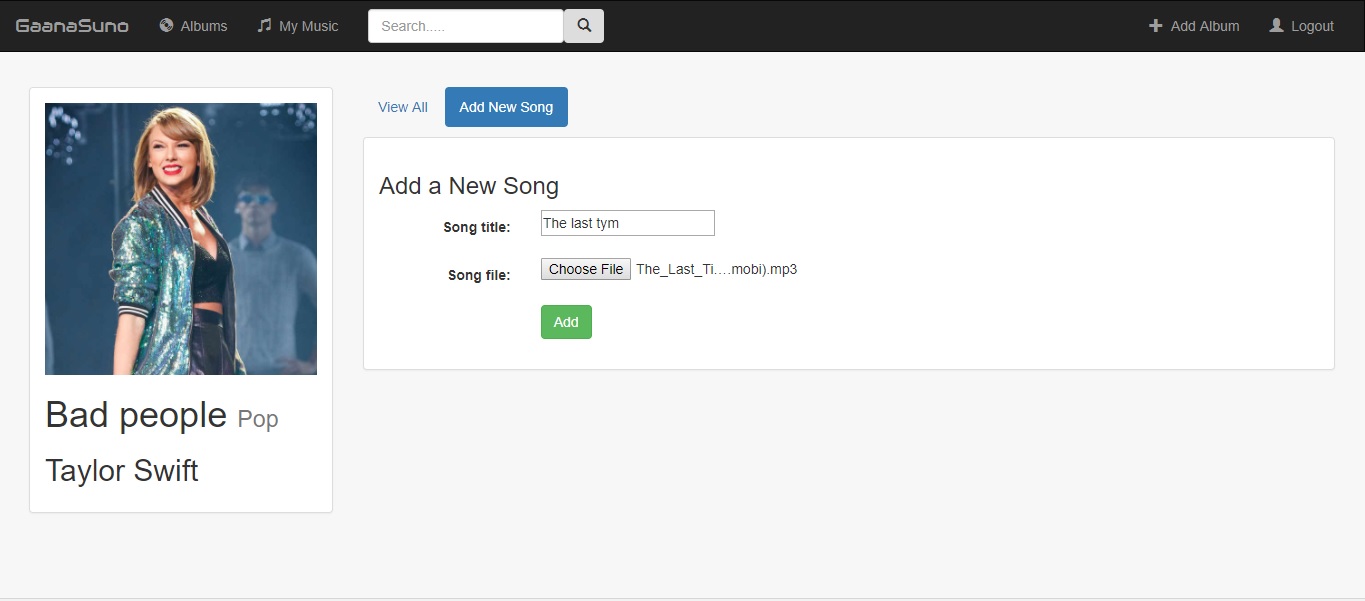 GaanaSuno Albums My Music Search..... Add Album Logout
View All Add New Song
Add a New Song
Song title: The last tym
Song file: Choose File The_Last_Ti....mobi).mp3
Add
Bad people Pop
Taylor Swift